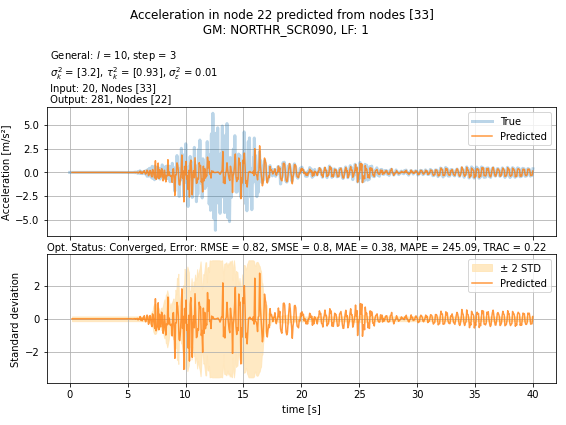 Acceleration in node 22 predicted from nodes [33]
GM: NORTHR_SCR090, LF: 1
General: l = 10, step = 3
σ²ₖ = [3.2], τ²ₖ = [0.93], σ²ε = 0.01
Input: 20, Nodes [33]
Output: 281, Nodes [22]
Acceleration [m/s²]
5.0
2.5
0.0
−2.5
−5.0
True
Predicted
Opt. Status: Converged, Error: RMSE = 0.82, SMSE = 0.8, MAE = 0.38, MAPE = 245.09, TRAC = 0.22
Standard deviation
2
0
−2
± 2 STD
Predicted
0 5 10 15 20 25 30 35 40
time [s]